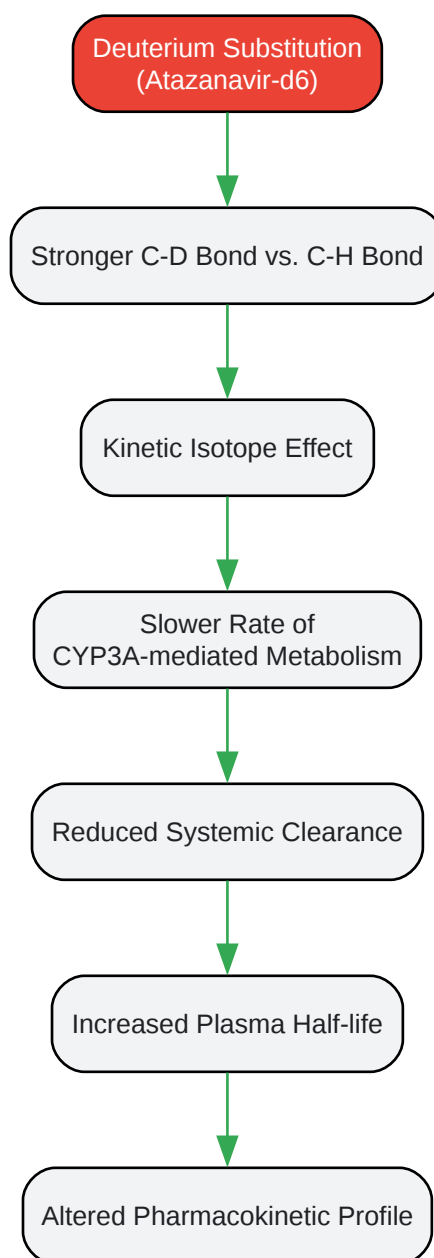 Deuterium Substitution
(Atazanavir-d6)
Stronger C-D Bond vs. C-H Bond
Kinetic Isotope Effect
Slower Rate of
CYP3A-mediated Metabolism
Reduced Systemic Clearance
Increased Plasma Half-life
Altered Pharmacokinetic Profile